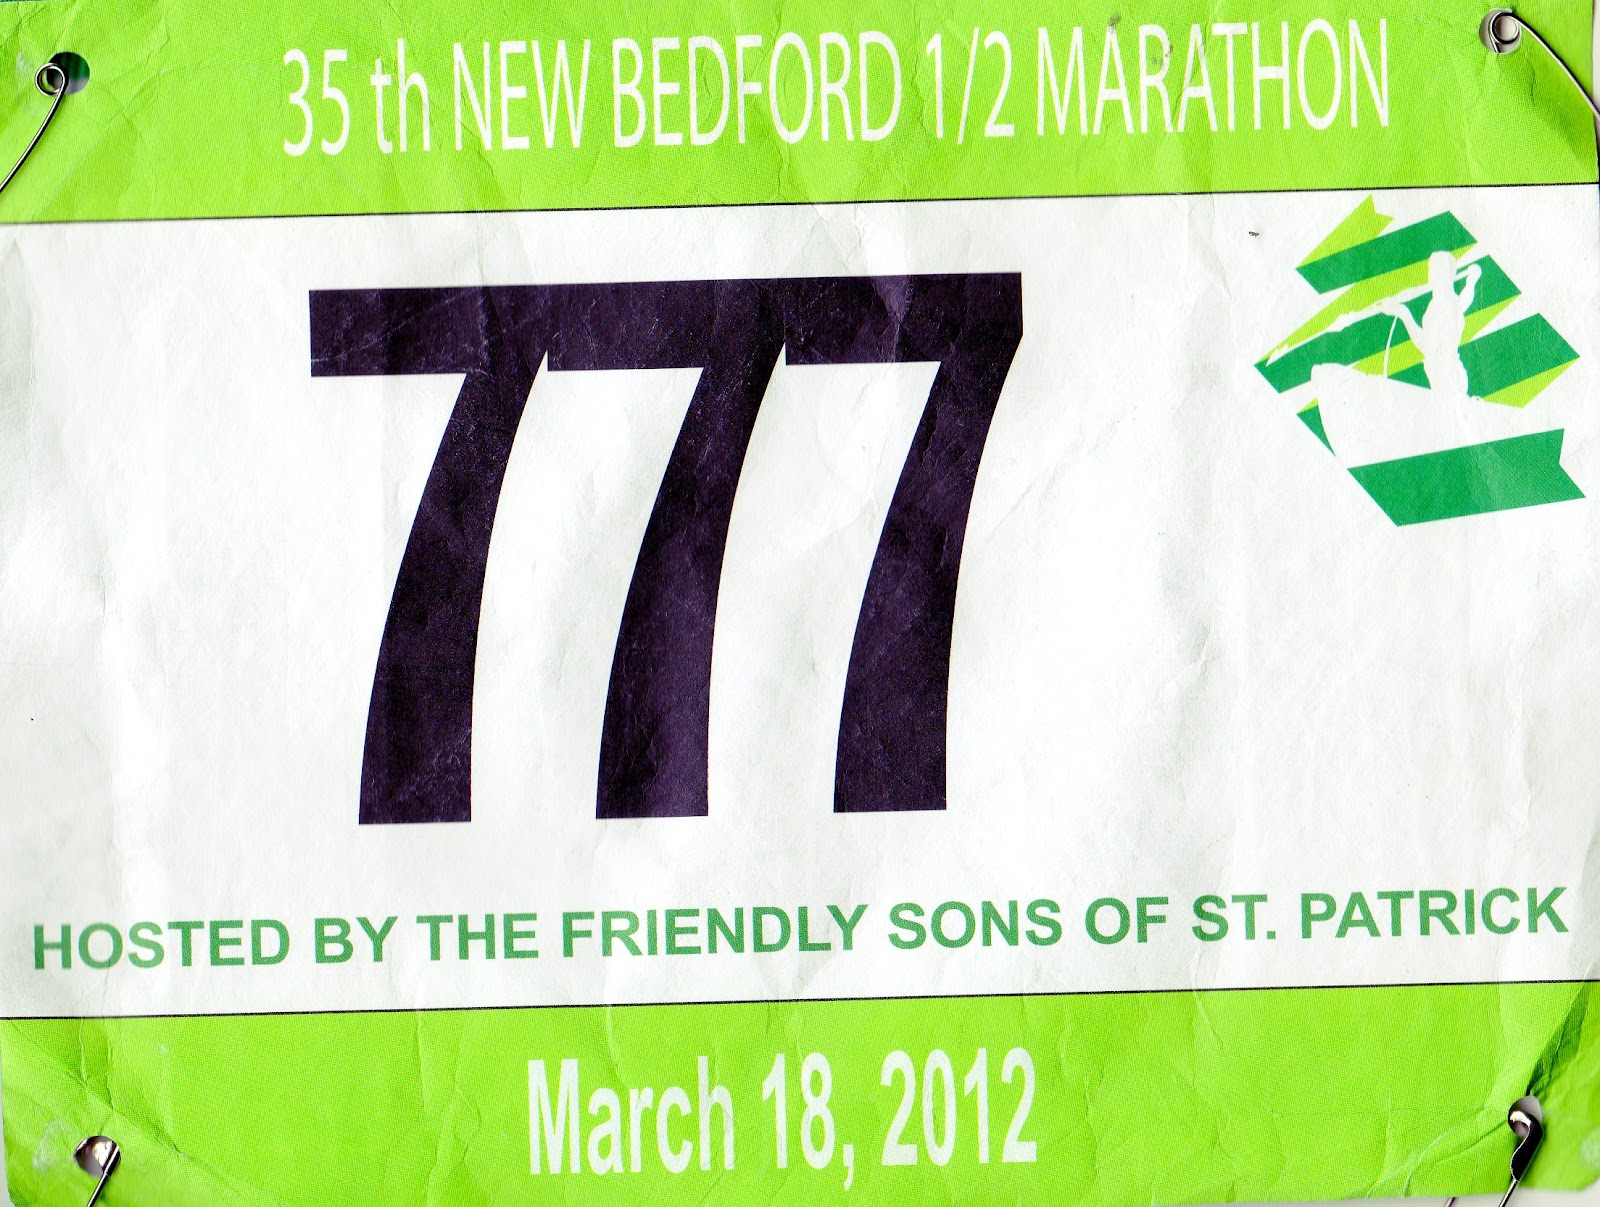 35 th NEW BEDFORD 1/2 MARATHON
777
HOSTED BY THE FRIENDLY SONS OF ST. PATRICK
March 18, 2012